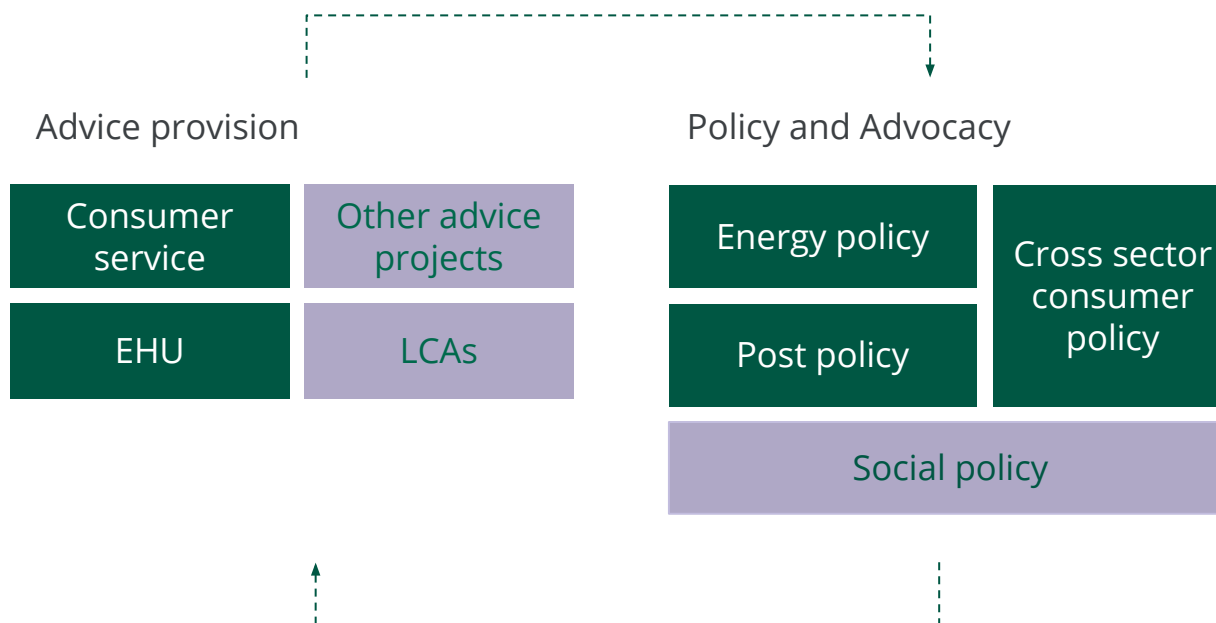 Advice provision
Consumer
service
Other advice
projects
EHU
LCAs
Policy and Advocacy
Energy policy
Post policy
Cross sector
consumer
policy
Social policy